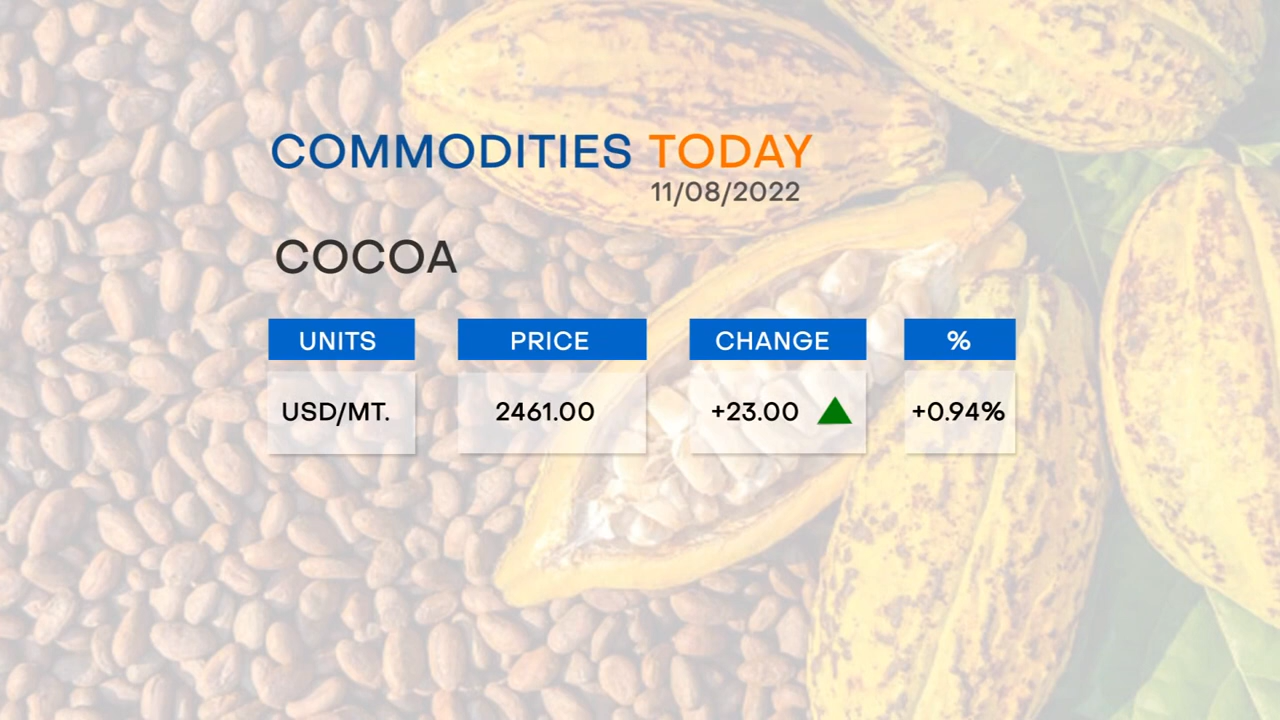 COMMODITIES TODAY
11/08/2022
COCOA
UNITS PRICE CHANGE %
USD/MT. 2461.00 +23.00 +0.94%